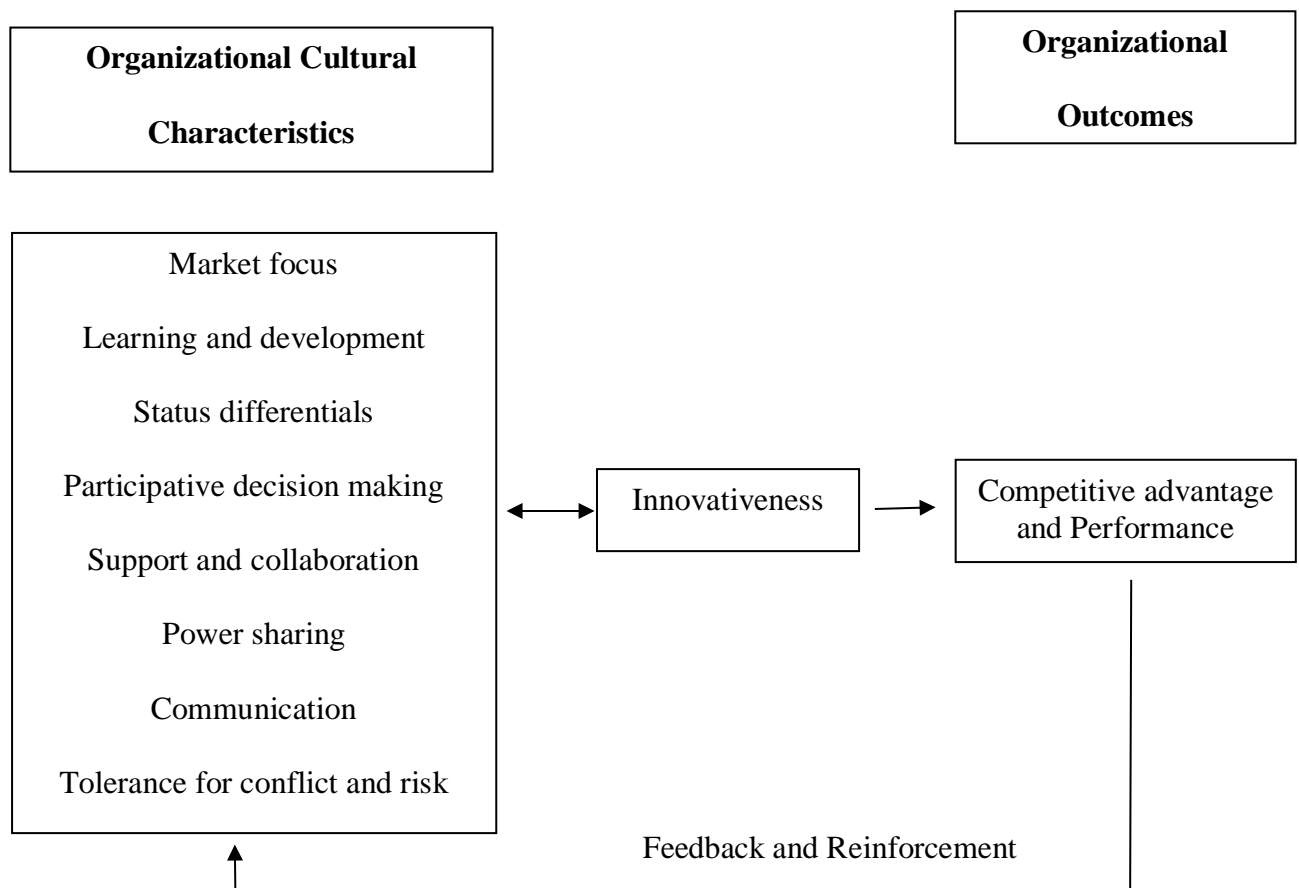 Organizational Cultural
Characteristics
Organizational
Outcomes
Market focus
Learning and development
Status differentials
Participative decision making
Support and collaboration
Power sharing
Communication
Tolerance for conflict and risk
Innovativeness
Competitive advantage
and Performance
Feedback and Reinforcement